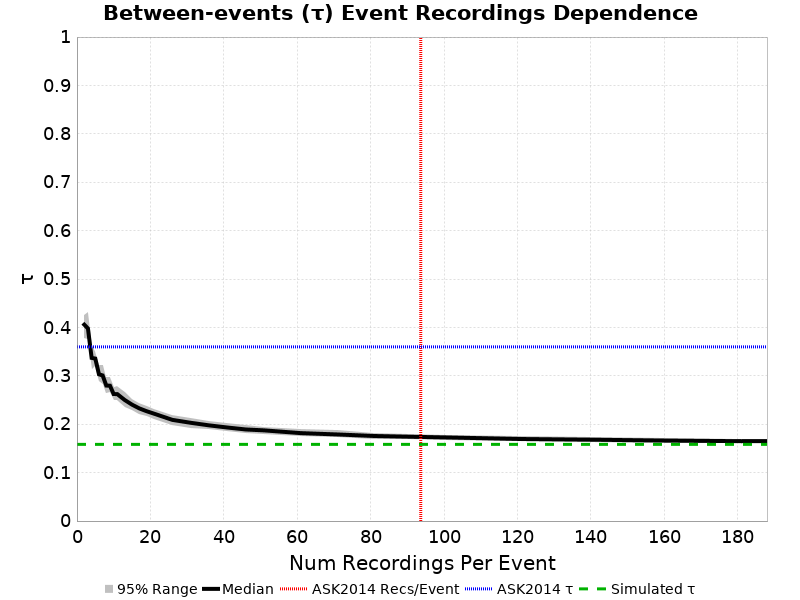 Between-events (τ) Event Recordings Dependence
1
0.9
0.8
0.7
0.6
0.5
0.4
0.3
0.2
0.1
0
τ
0 20 40 60 80 100 120 140 160 180
Num Recordings Per Event
95% Range Median ASK2014 Recs/Event ASK2014 τ Simulated τ